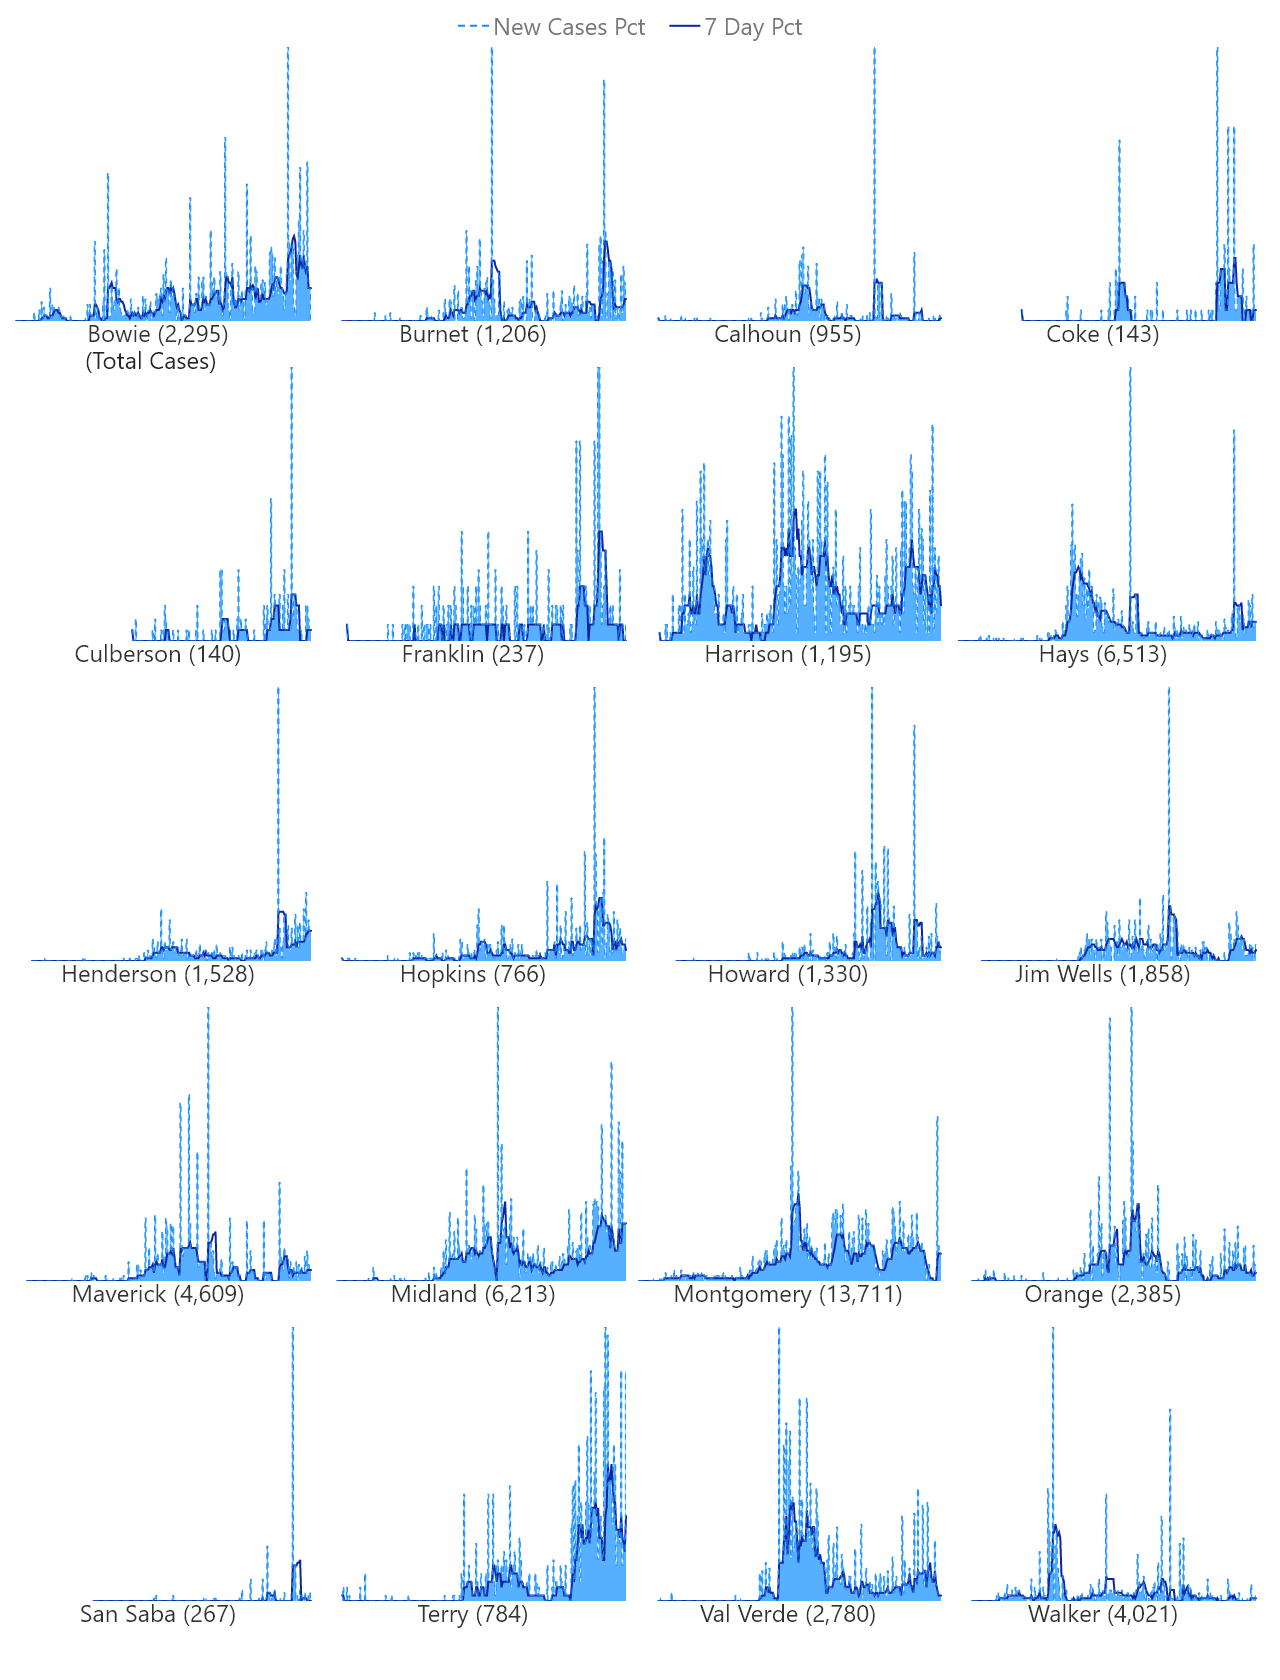 New Cases Pct 7 Day Pct
Bowie (2,295) Burnet (1,206) Calhoun (955) Coke (143)
(Total Cases)
Culberson (140) Franklin (237) Harrison (1,195) Hays (6,513)
Henderson (1,528) Hopkins (766) Howard (1,330) Jim Wells (1,858)
Maverick (4,609) Midland (6,213) Montgomery (13,711) Orange (2,385)
San Saba (267) Terry (784) Val Verde (2,780) Walker (4,021)